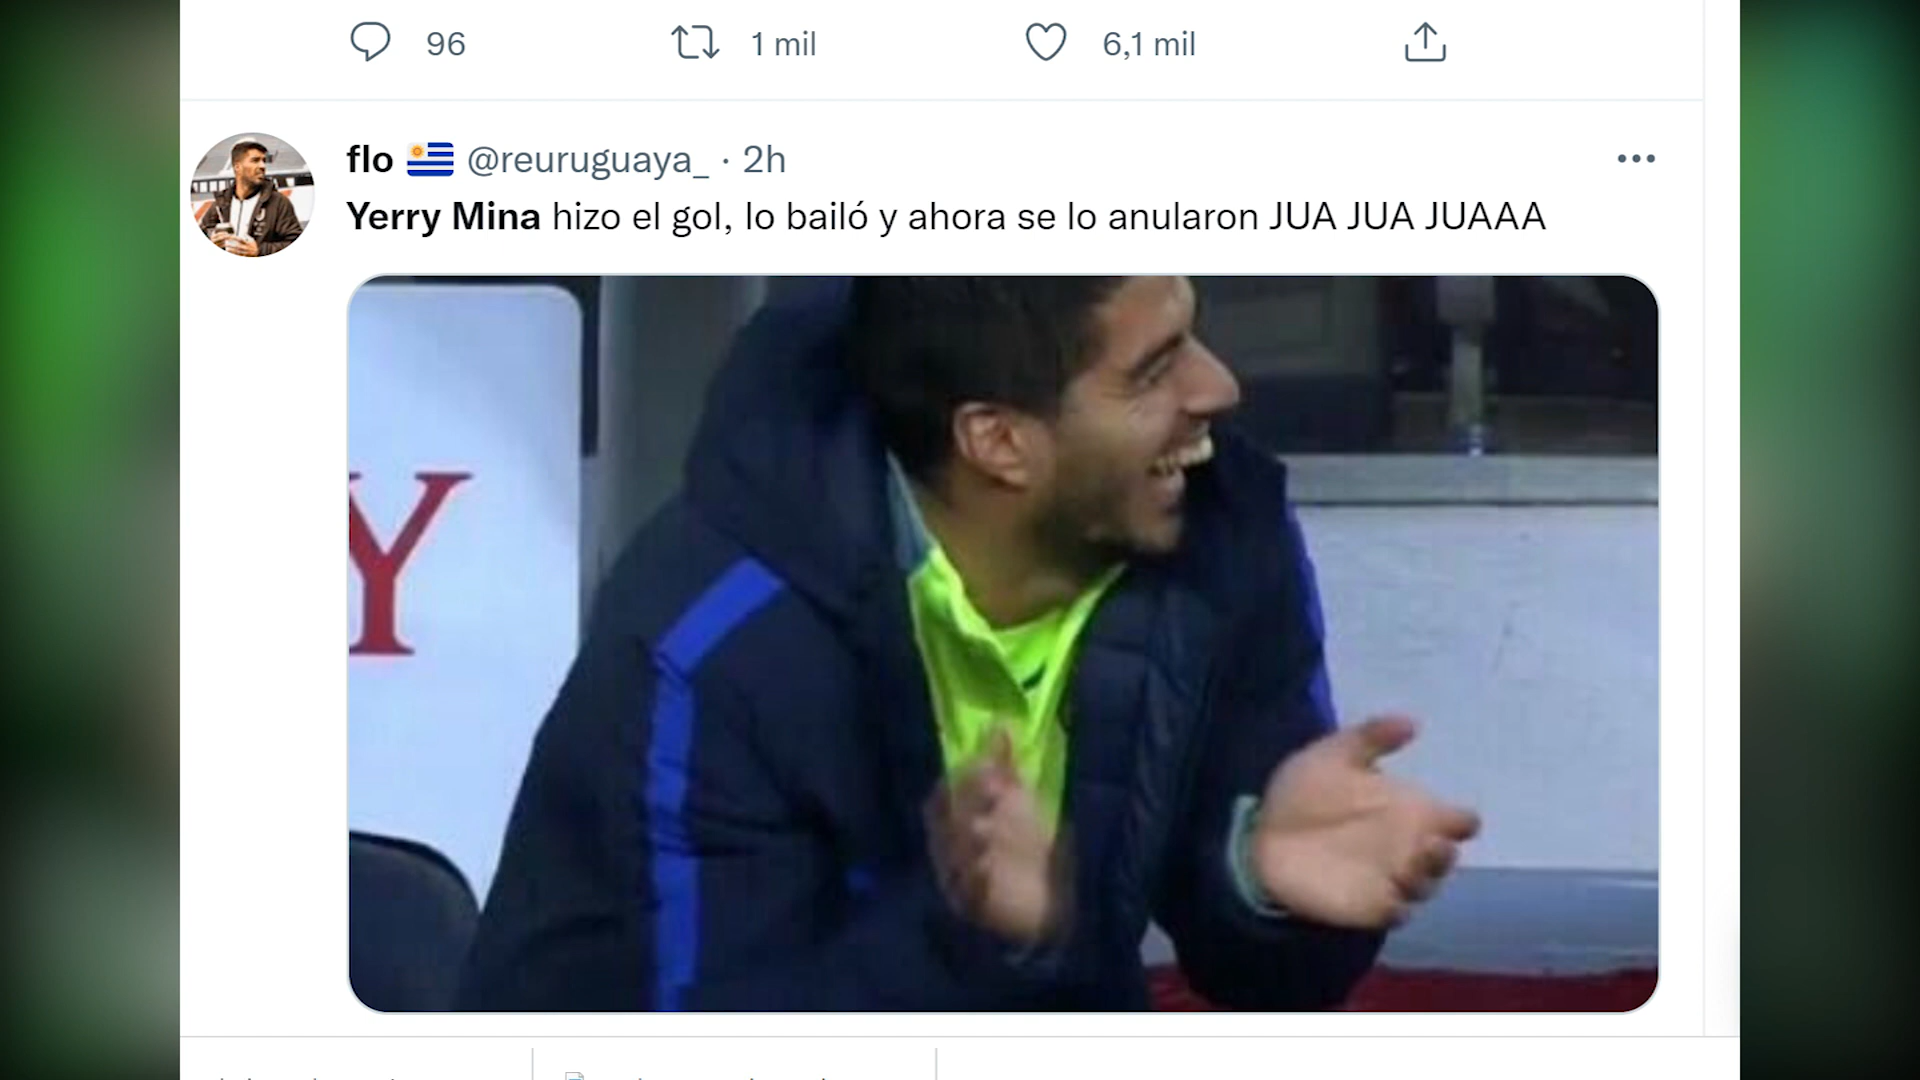 96 1 mil 6,1 mil
flo @reuruguaya_ · 2h
Yerry Mina hizo el gol, lo bailó y ahora se lo anularon JUA JUA JUAAA
Y